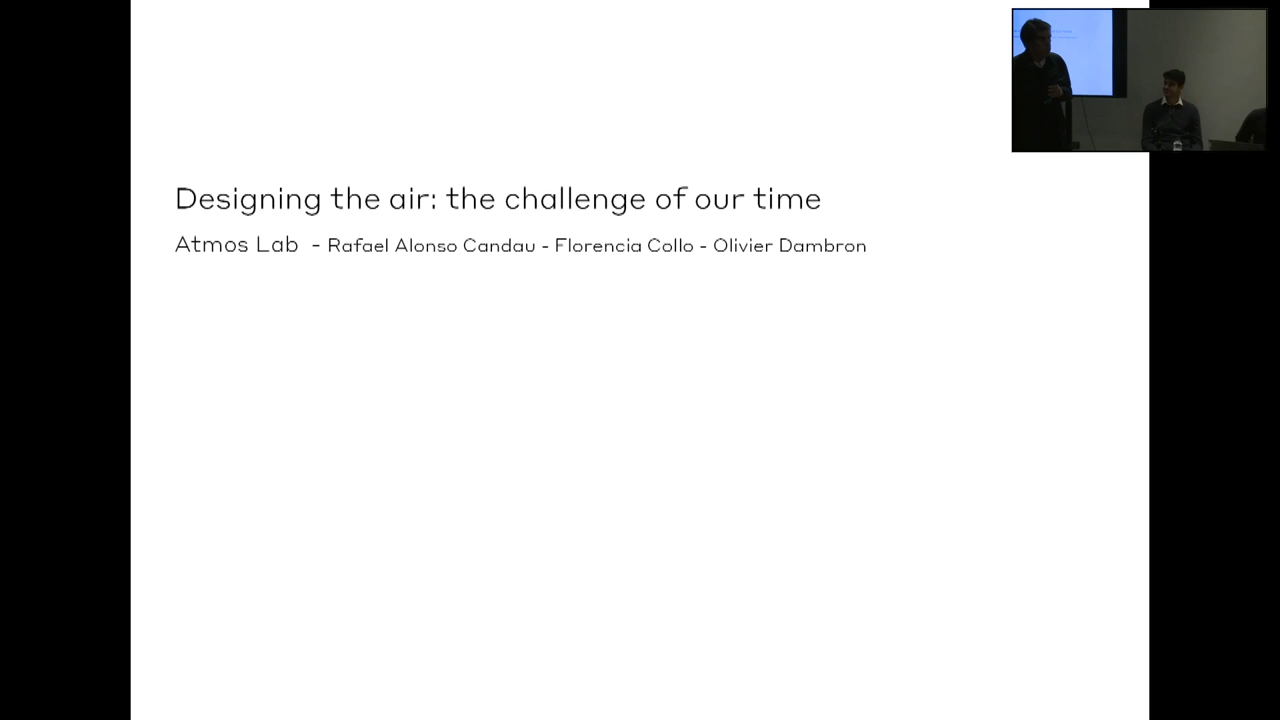 Designing the air: the challenge of our time
Atmos Lab - Rafael Alonso Candau - Florencia Collo - Olivier Dambron